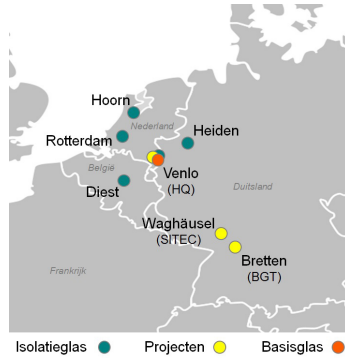 Hoorn
Nederland
Heiden
Rotterdam
België
Venlo
(HQ)
Diest
Duitsland
Waghäusel
(SITEC)
Bretten
(BGT)
Frankrijk
Isolatieglas
Projecten
Basisglas